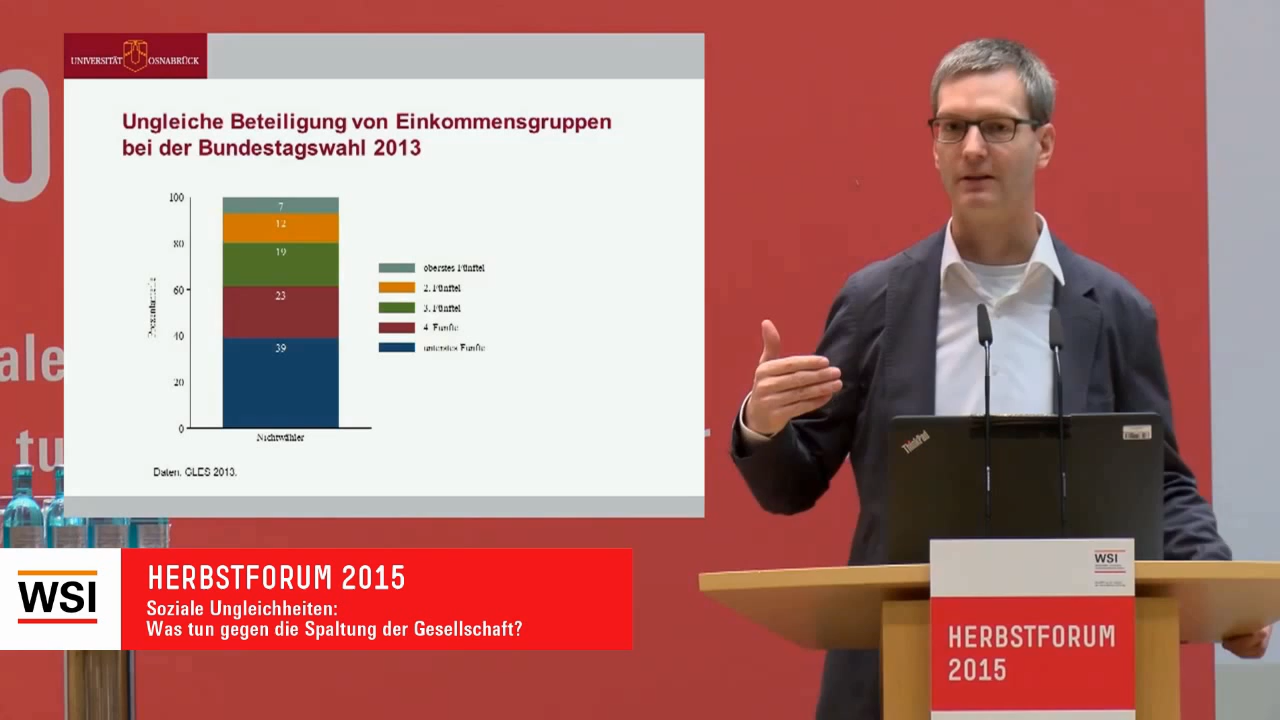 UNIVERSITÄT OSNABRÜCK
Ungleiche Beteiligung von Einkommensgruppen
bei der Bundestagswahl 2013
100
80
60
40
20
0
7
12
19
23
39
Nichtwähler
oberstes Fünftel
2. Fünftel
3. Fünftel
4. Fünftel
unterstes Fünftel
Daten: GLES 2013.
O
ale
tu
WSI
HERBSTFORUM 2015
Soziale Ungleichheiten:
Was tun gegen die Spaltung der Gesellschaft?
ThinkPad
WSI
HERBSTFORUM
2015